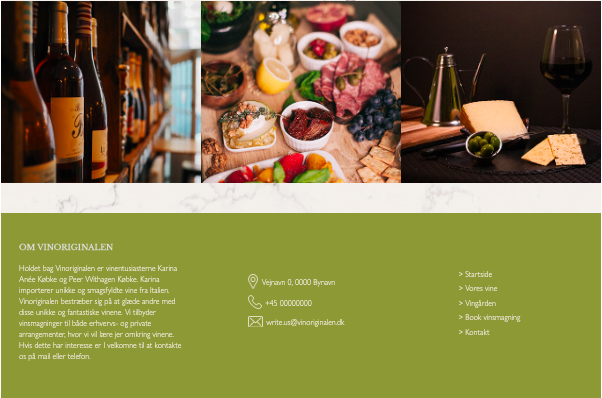 OM VINORIGINALEN
Holdet bag Vinoriginalen er vinentusiasterne Karina
Anée Købke og Peer Withagen Købke. Karina
importerer unikke og smagsfyldte vine fra Italien.
Vinoriginalen bestræber sig på at glæde andre med
disse unikke og fantastiske vinene. Vi tilbyder
vinsmagninger til både erhvervs- og private
arrangementer, hvor vi vil lære jer omkring vinene.
Hvis dette har interesse er I velkomne til at kontakte
os på mail eller telefon.
Vejnavn 0, 0000 Bynavn
+45 00000000
write.us@vinoriginalen.dk
> Startside
> Vores vine
> Vingården
> Book vinsmagning
> Kontakt